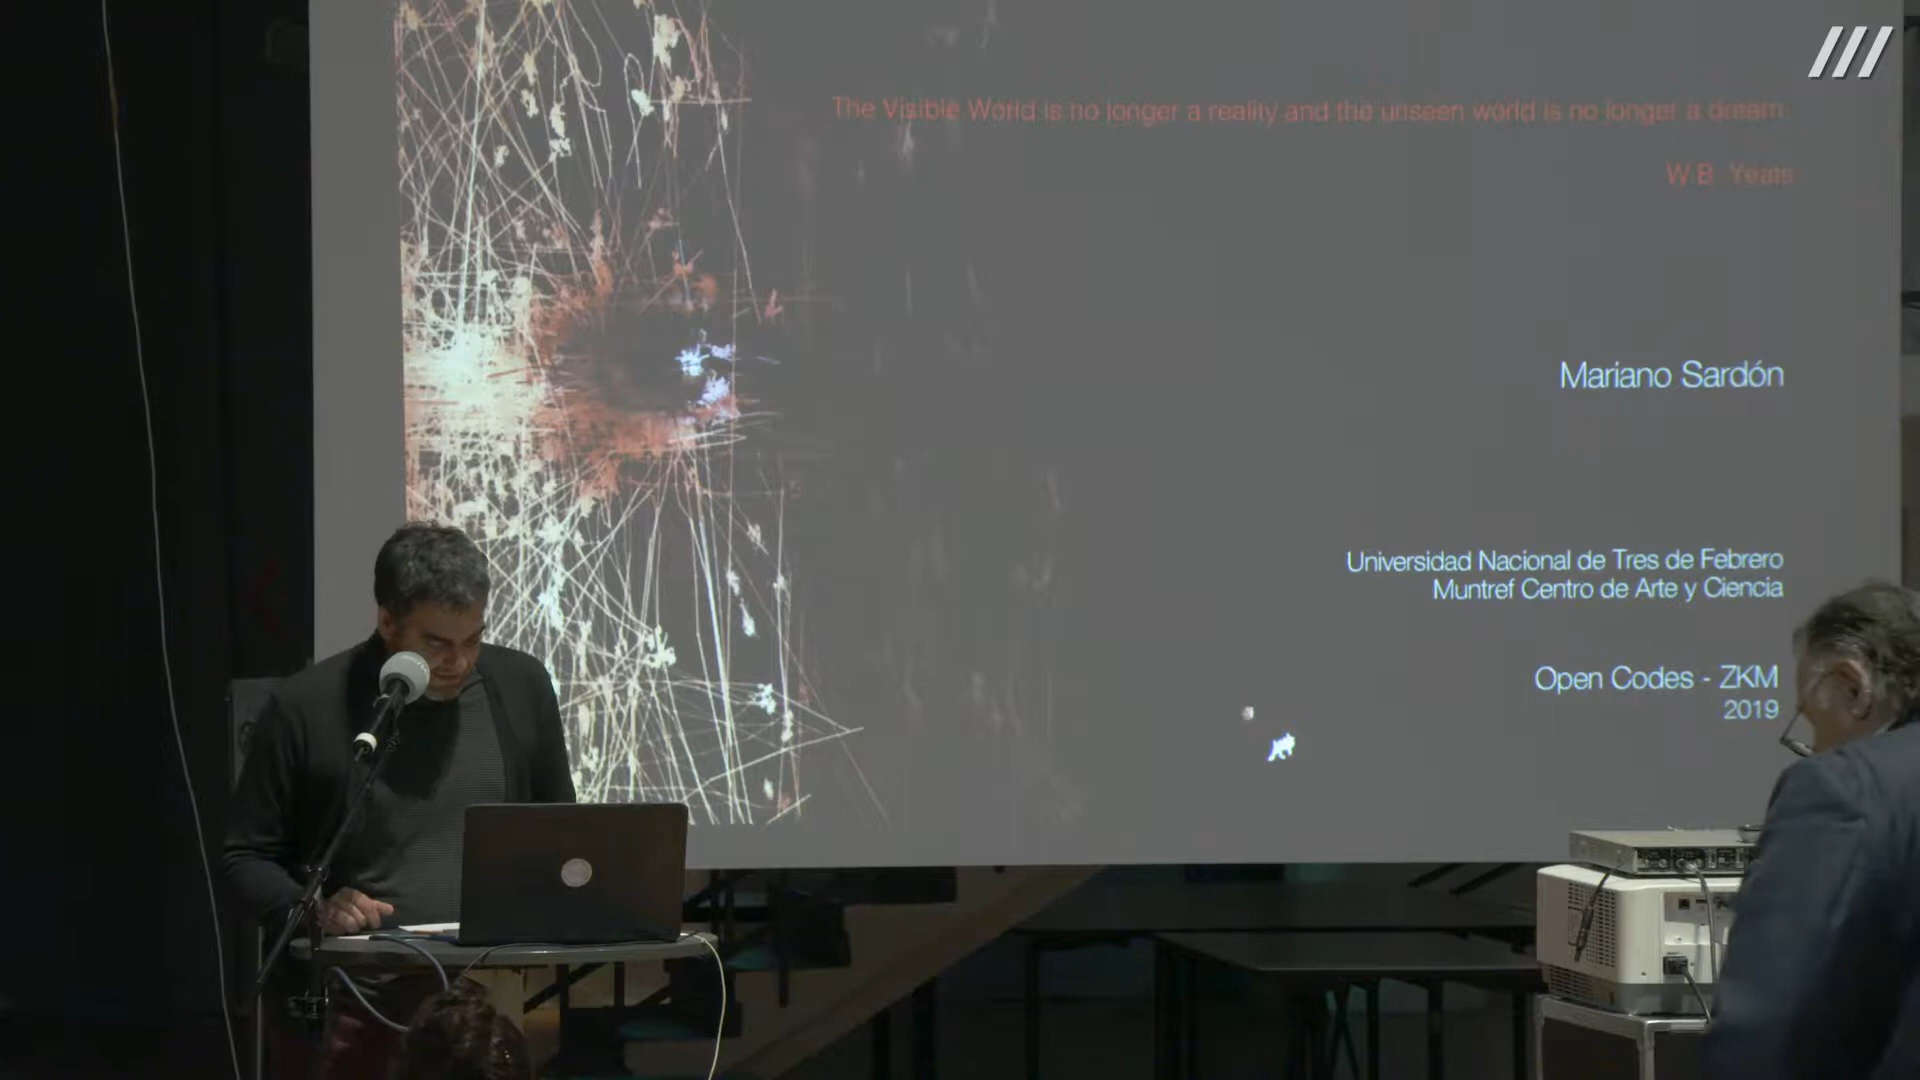 The Visible World is no longer a reality and the unseen world is no longer a dream.
W.B. Yeats
Mariano Sardón
Universidad Nacional de Tres de Febrero
Muntref Centro de Arte y Ciencia
Open Codes - ZKM
2019